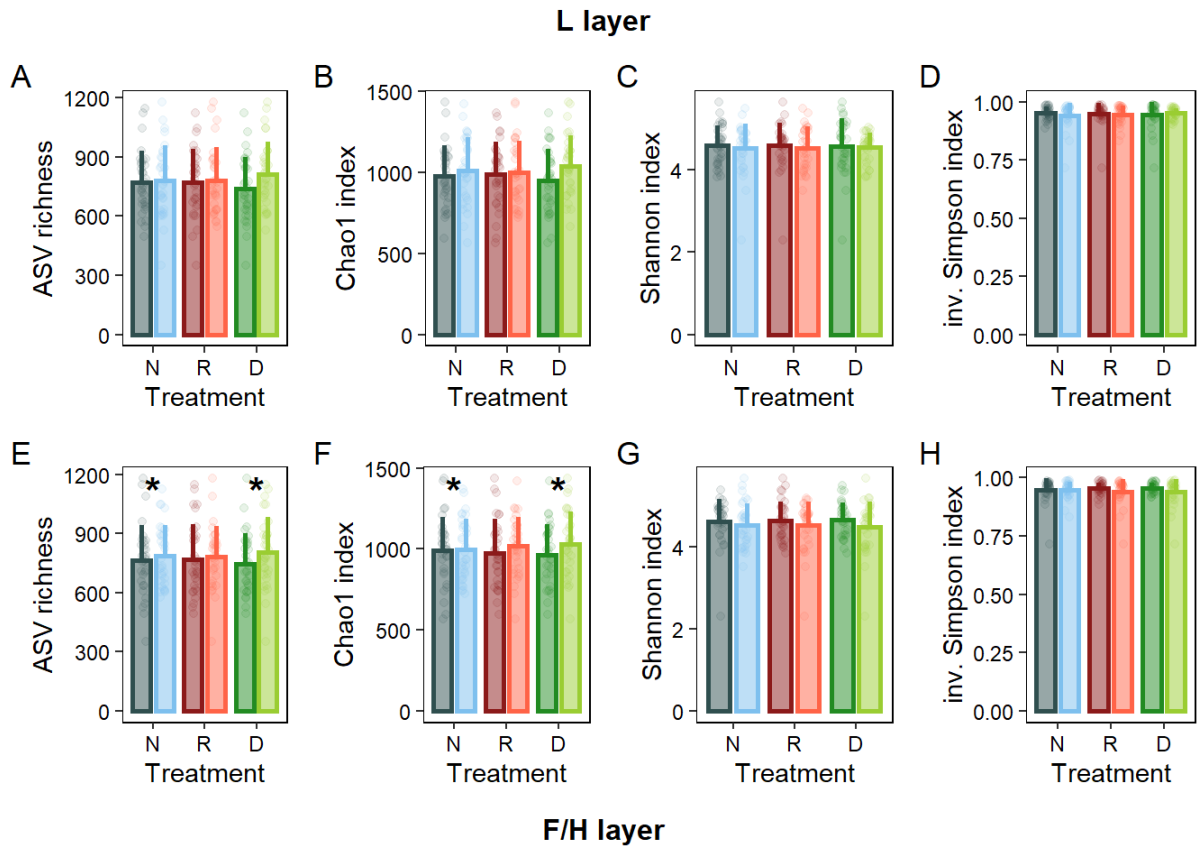 L layer
A
ASV richness
1200
900
600
300
0
N R D
Treatment
B
Chao1 index
1500
1000
500
0
N R D
Treatment
C
Shannon index
4
2
0
N R D
Treatment
D
inv. Simpson index
1.00
0.75
0.50
0.25
0.00
N R D
Treatment
E
ASV richness
1200
900
600
300
0
* *
N R D
Treatment
F
Chao1 index
1500
1000
500
0
* *
N R D
Treatment
G
Shannon index
4
2
0
N R D
Treatment
H
inv. Simpson index
1.00
0.75
0.50
0.25
0.00
N R D
Treatment
F/H layer